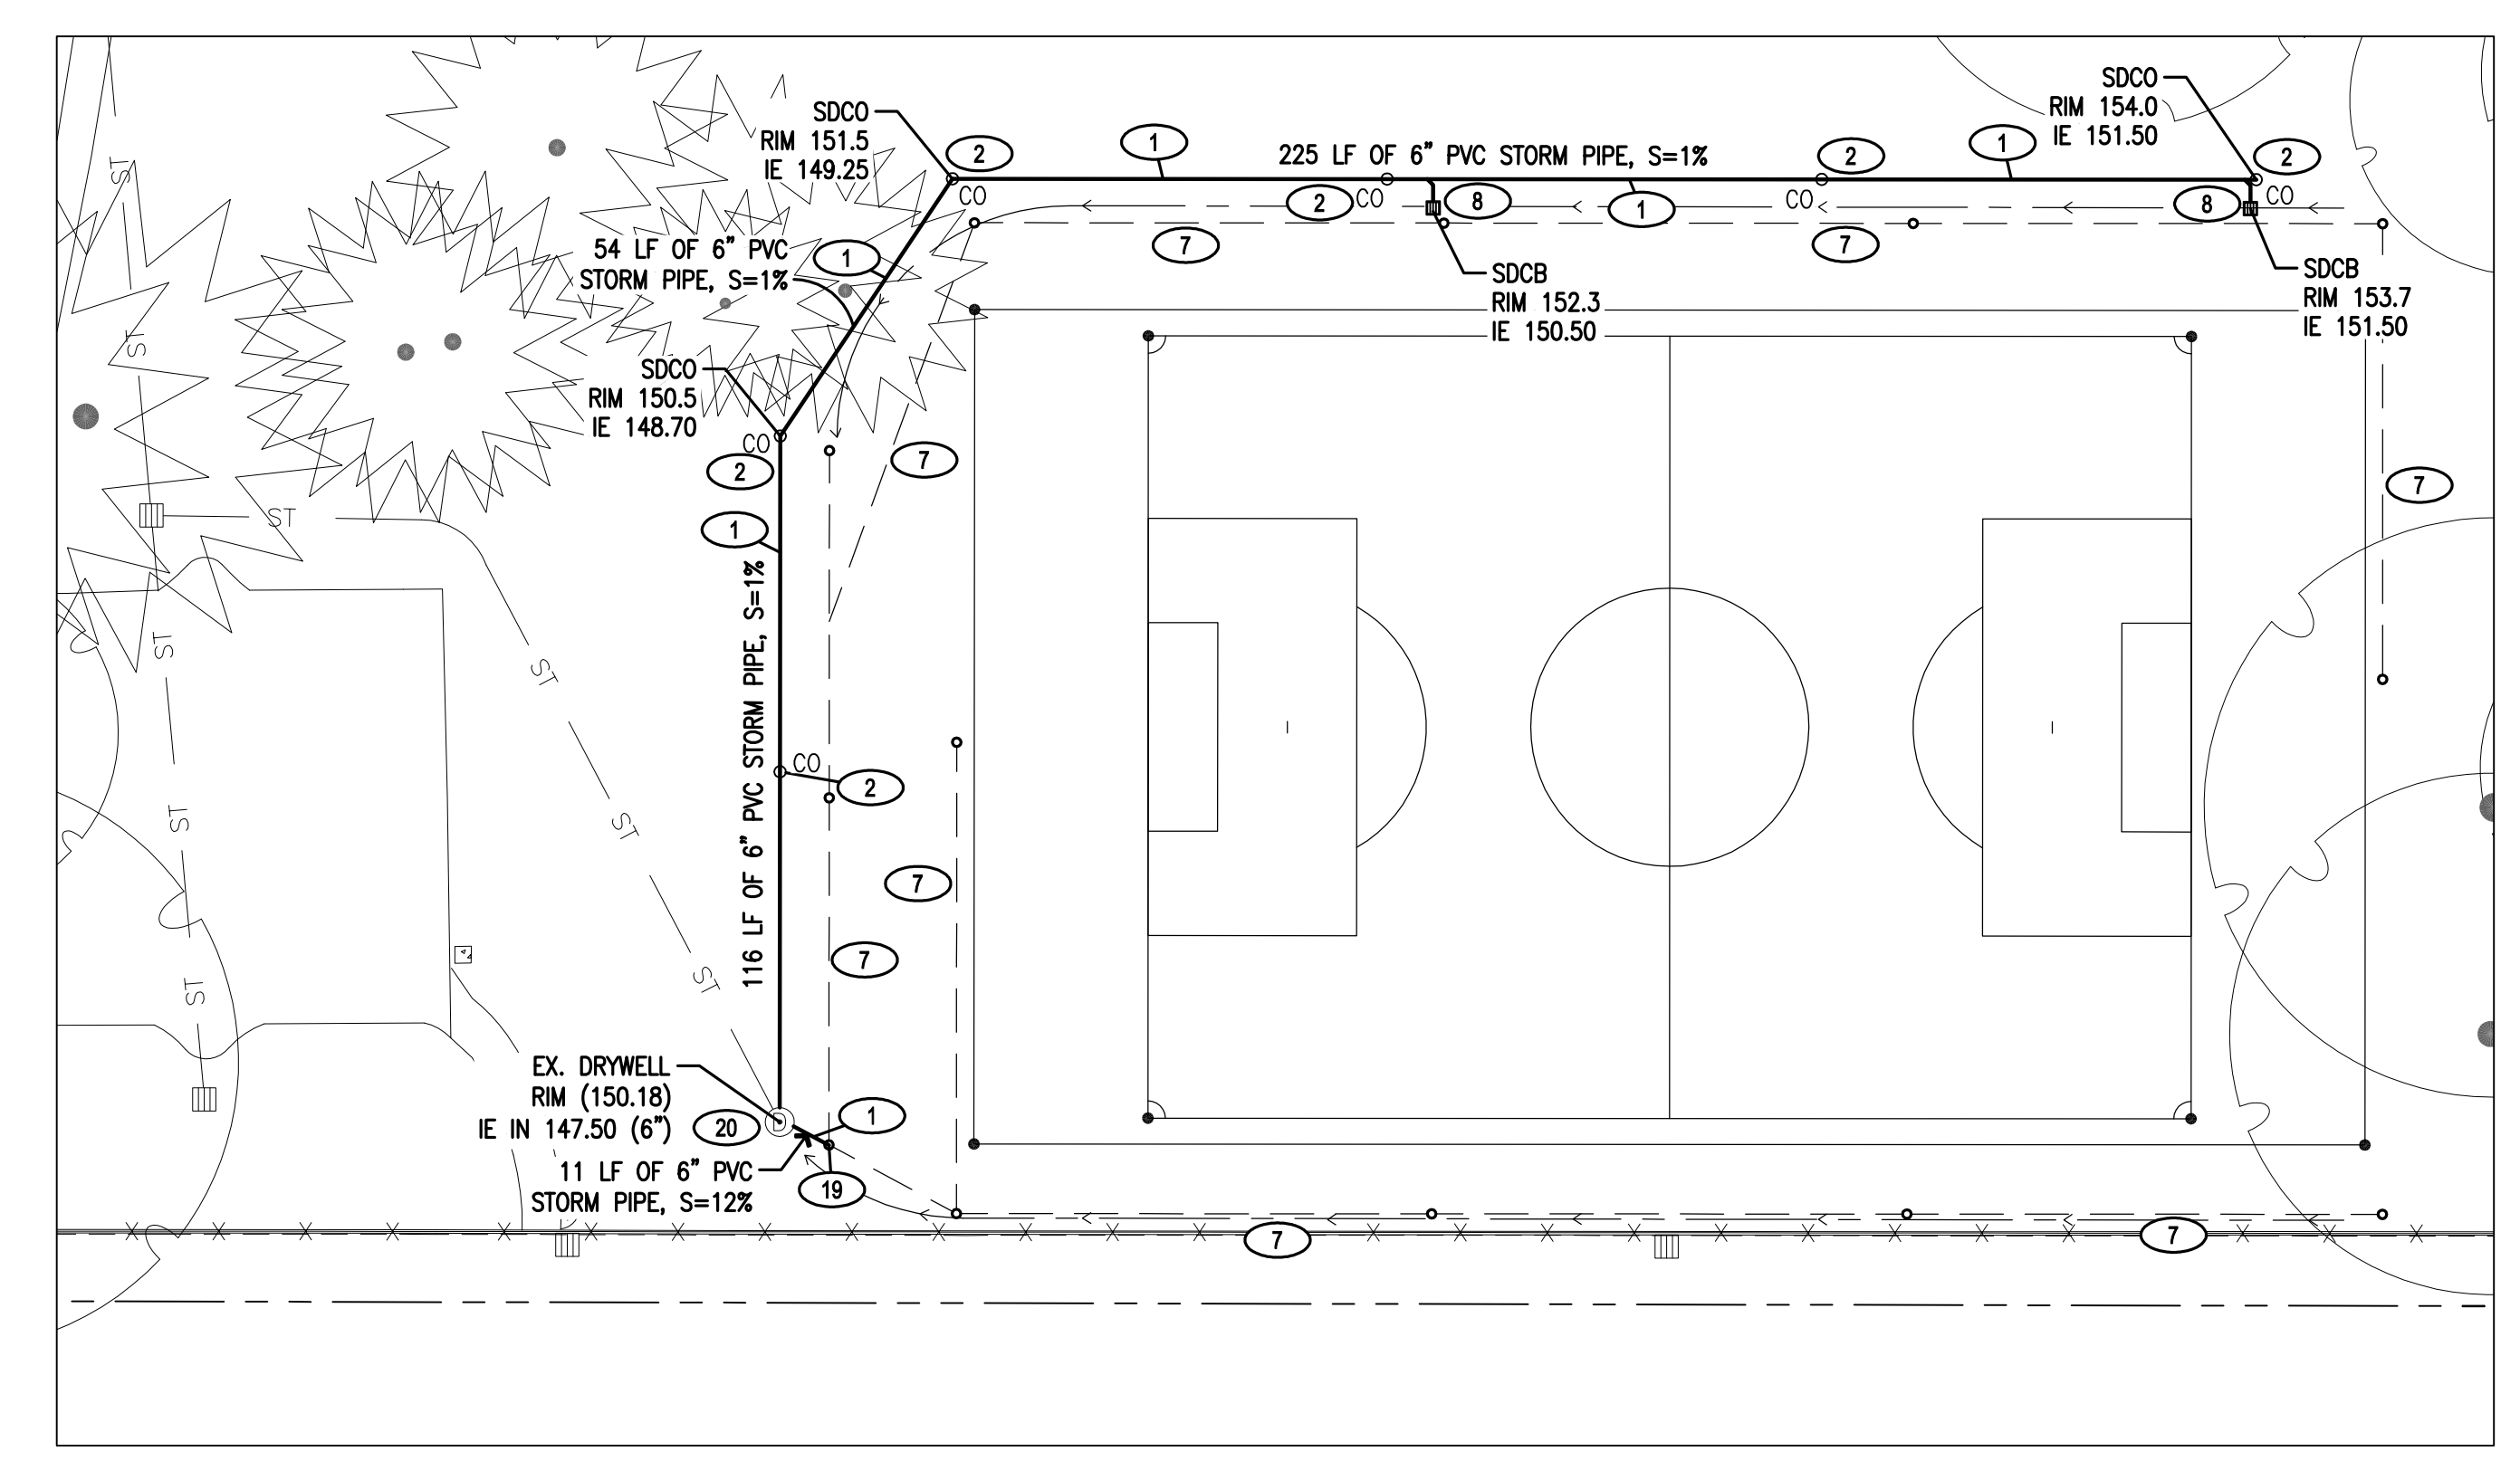 SDCO
RIM 154.0
IE 151.50
SDCO
RIM 151.5
IE 149.25
2
1
225 LF OF 6" PVC STORM PIPE, S=1%
2
1
2
CO
2
CO
8
1
CO
8
CO
7
7
54 LF OF 6" PVC
STORM PIPE, S=1%
1
SDCB
RIM 152.3
IE 150.50
SDCB
RIM 153.7
IE 151.50
SDCO
RIM 150.5
IE 148.70
CO
2
7
7
1
116 LF OF 6" PVC STORM PIPE, S=1%
CO
2
7
7
ST
ST
ST
ST
ST
ST
ST
ST
ST
EX. DRYWELL
RIM (150.18)
IE IN 147.50 (6")
20
D
1
11 LF OF 6" PVC
STORM PIPE, S=12%
19
7
7